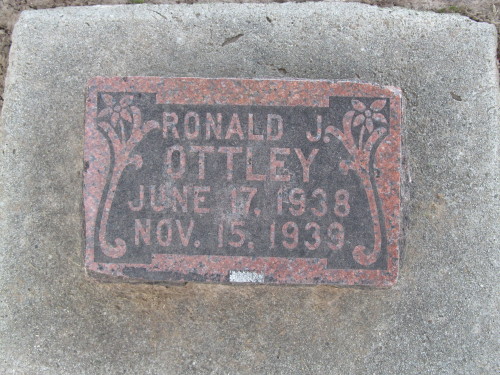 RONALD J.
OTTLEY
JUNE 17, 1938
NOV. 15, 1939